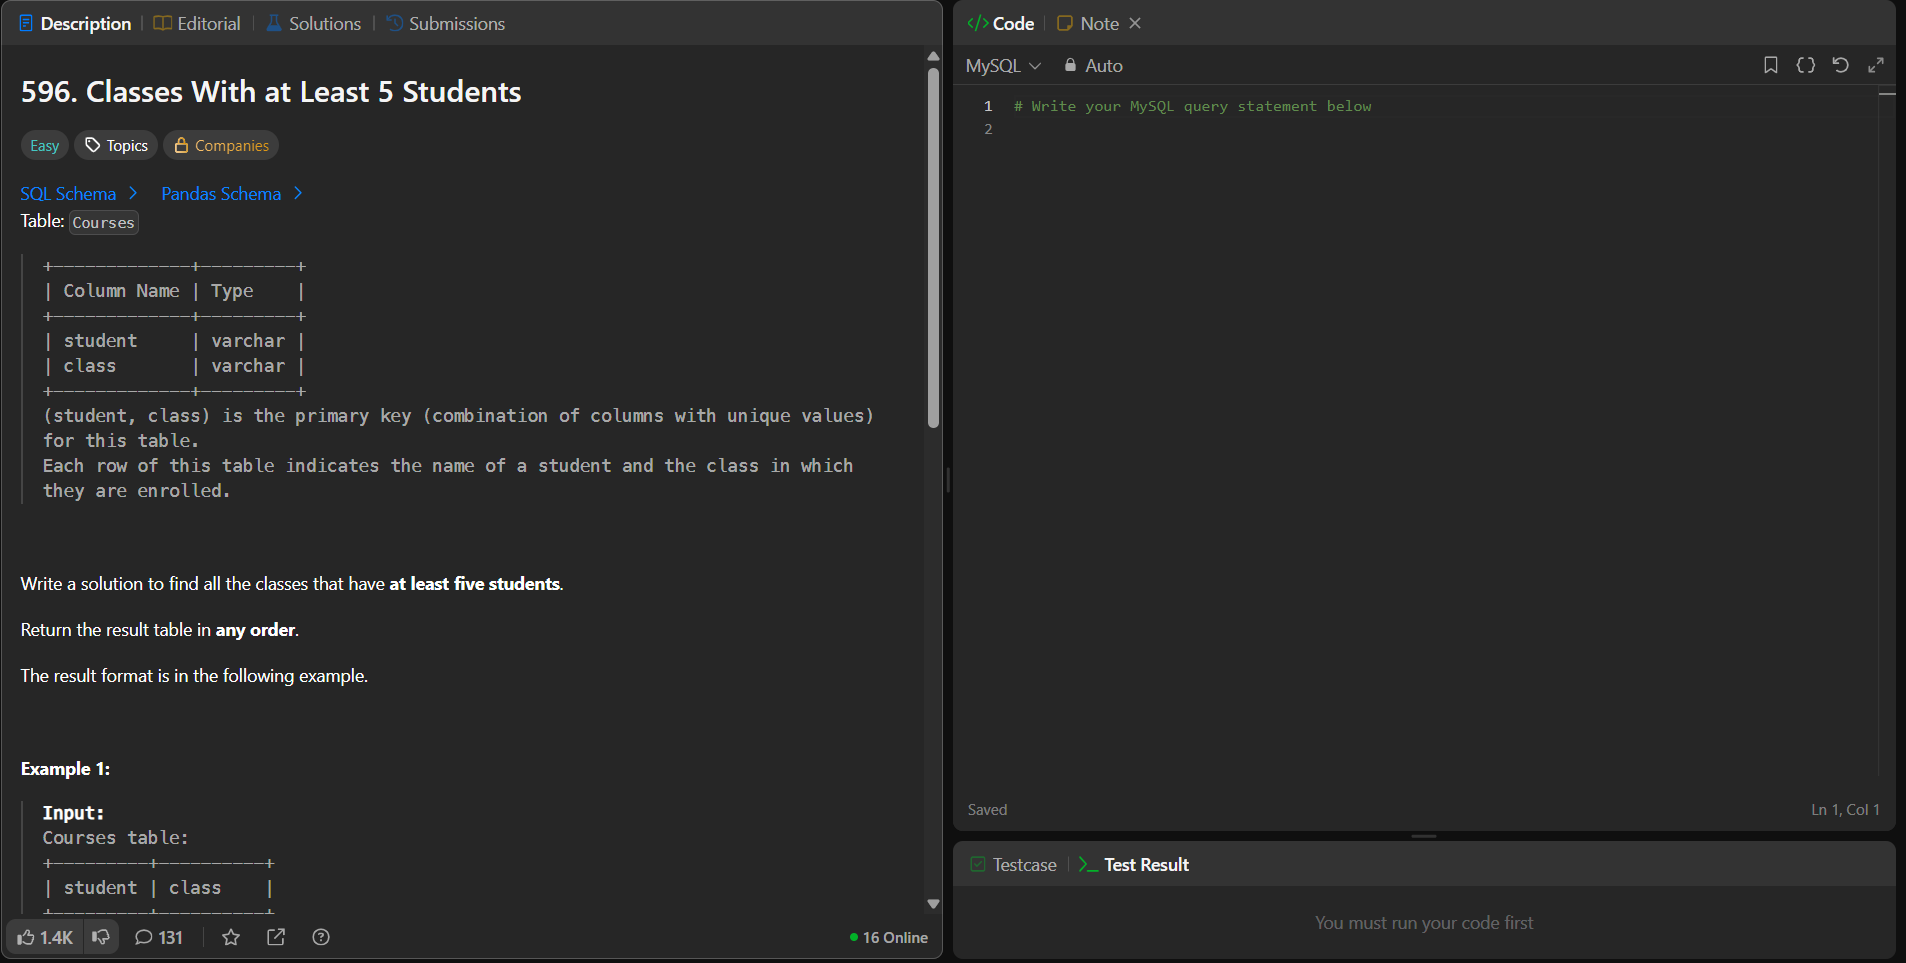 Description | Editorial | Solutions | Submissions
596. Classes With at Least 5 Students
Easy Topics Companies
SQL Schema > Pandas Schema >
Table: Courses
+-------------+---------+
| Column Name | Type    |
+-------------+---------+
| student     | varchar |
| class       | varchar |
+-------------+---------+
(student, class) is the primary key (combination of columns with unique values)
for this table.
Each row of this table indicates the name of a student and the class in which
they are enrolled.
Write a solution to find all the classes that have at least five students.
Return the result table in any order.
The result format is in the following example.
Example 1:
Input:
Courses table:
+---------+----------+
| student | class    |
+---------+----------+
1.4K 131 16 Online
</> Code | Note ×
MySQL Auto {}
1 # Write your MySQL query statement below
2
Saved Ln 1, Col 1
Testcase | >_ Test Result
You must run your code first